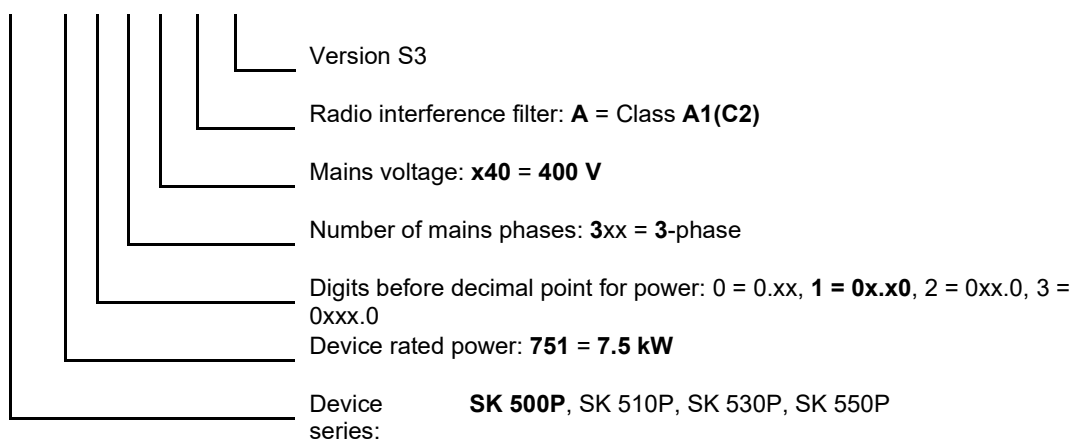 Version S3
Radio interference filter: A = Class A1(C2)
Mains voltage: x40 = 400 V
Number of mains phases: 3xx = 3-phase
Digits before decimal point for power: 0 = 0.xx, 1 = 0x.x0, 2 = 0xx.0, 3 =
0xxx.0
Device rated power: 751 = 7.5 kW
Device SK 500P, SK 510P, SK 530P, SK 550P
series: